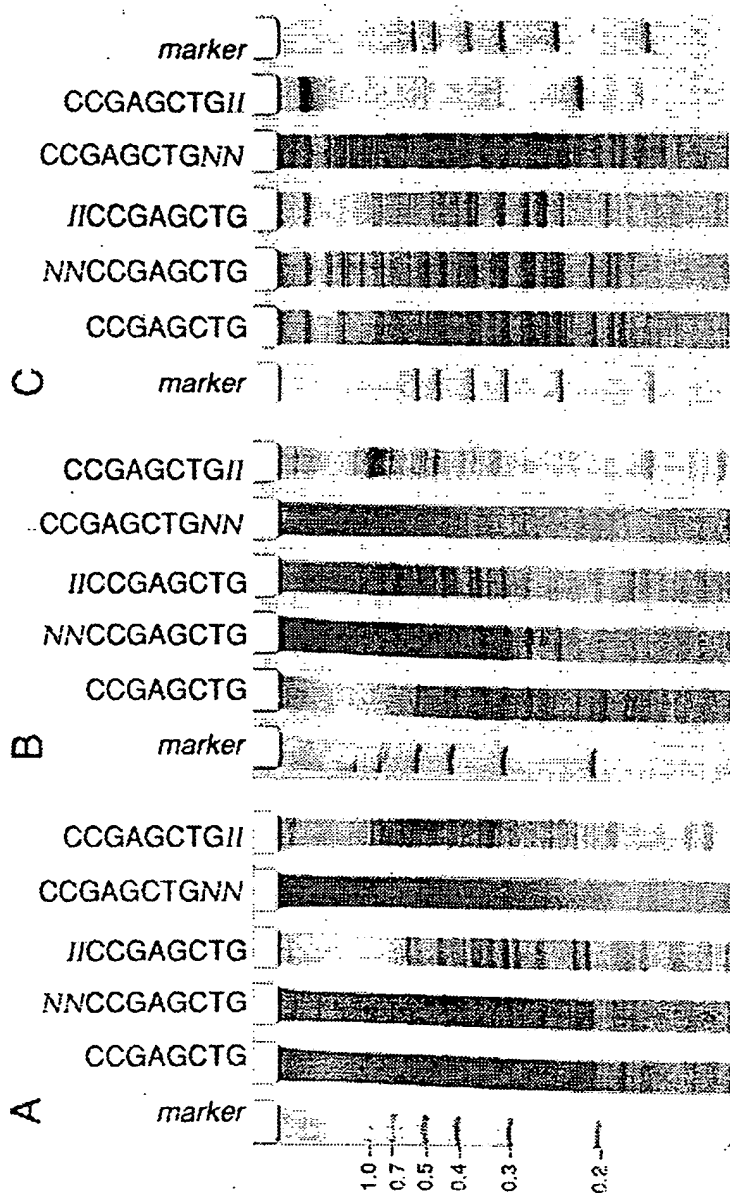 A
marker
CCGAGCTG
NNCCGAGCTG
IICCGAGCTG
CCGAGCTGNN
CCGAGCTGII
B
marker
CCGAGCTG
NNCCGAGCTG
IICCGAGCTG
CCGAGCTGNN
CCGAGCTGII
C
marker
CCGAGCTG
NNCCGAGCTG
IICCGAGCTG
CCGAGCTGNN
CCGAGCTGII
marker
1.0
0.7
0.5
0.4
0.3
0.2